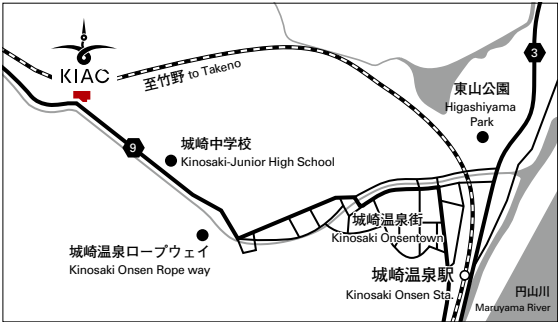 3
KIAC
至竹野 to Takeno
東山公園
Higashiyama
Park
9
城崎中学校
Kinosaki-Junior High School
城崎温泉街
Kinosaki Onsentown
城崎温泉ロープウェイ
Kinosaki Onsen Rope way
城崎温泉駅
Kinosaki Onsen Sta.
円山川
Maruyama River